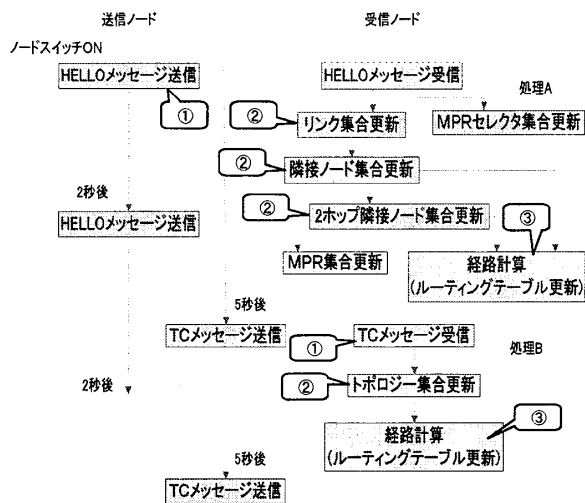 送信ノード
受信ノード
ノードスイッチON
HELLOメッセージ送信
HELLOメッセージ受信
処理A
①
②
リンク集合更新
MPRセレクタ集合更新
②
隣接ノード集合更新
2秒後
HELLOメッセージ送信
②
2ホップ隣接ノード集合更新
③
MPR集合更新
経路計算
(ルーティングテーブル更新)
5秒後
TCメッセージ送信
TCメッセージ受信
処理B
①
2秒後
②
トポロジー集合更新
③
経路計算
(ルーティングテーブル更新)
5秒後
TCメッセージ送信